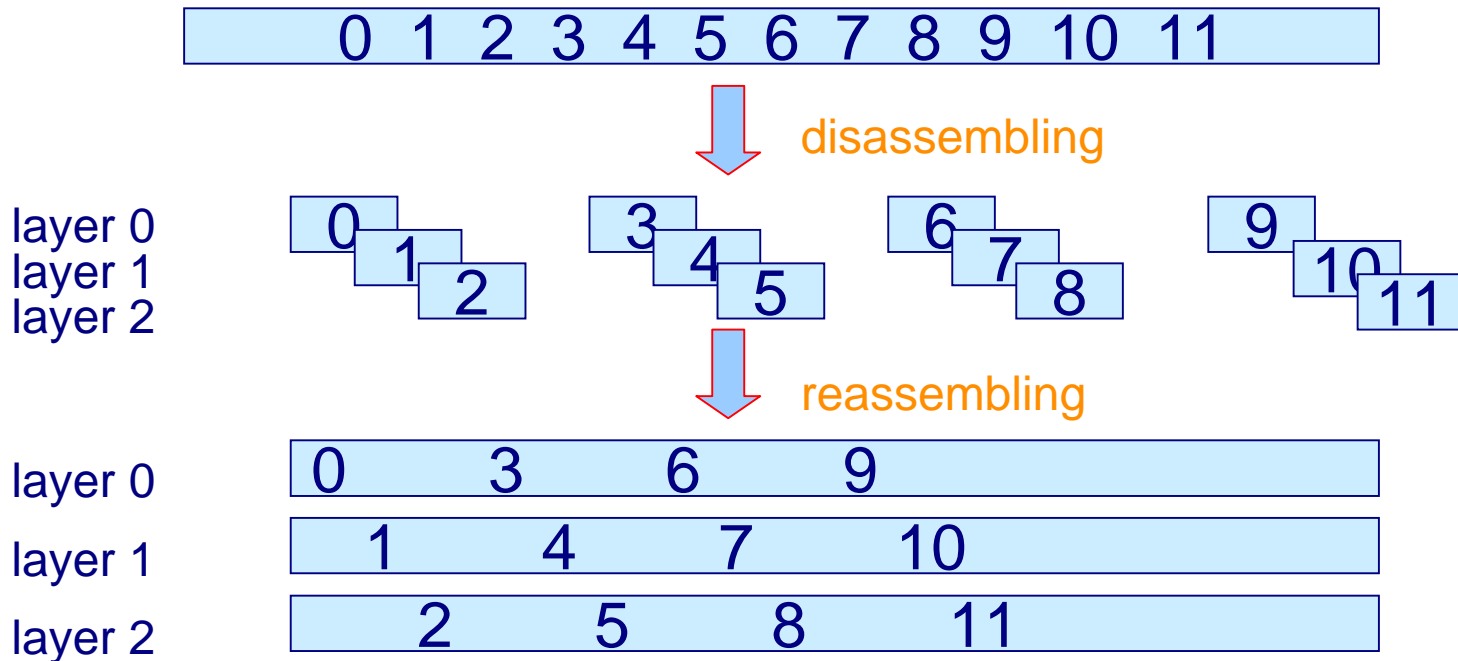 0 1 2 3 4 5 6 7 8 9 10 11
disassembling
layer 0 0 3 6 9
layer 1 1 4 7 10
layer 2 2 5 8 11
reassembling
layer 0 0 3 6 9
layer 1 1 4 7 10
layer 2 2 5 8 11